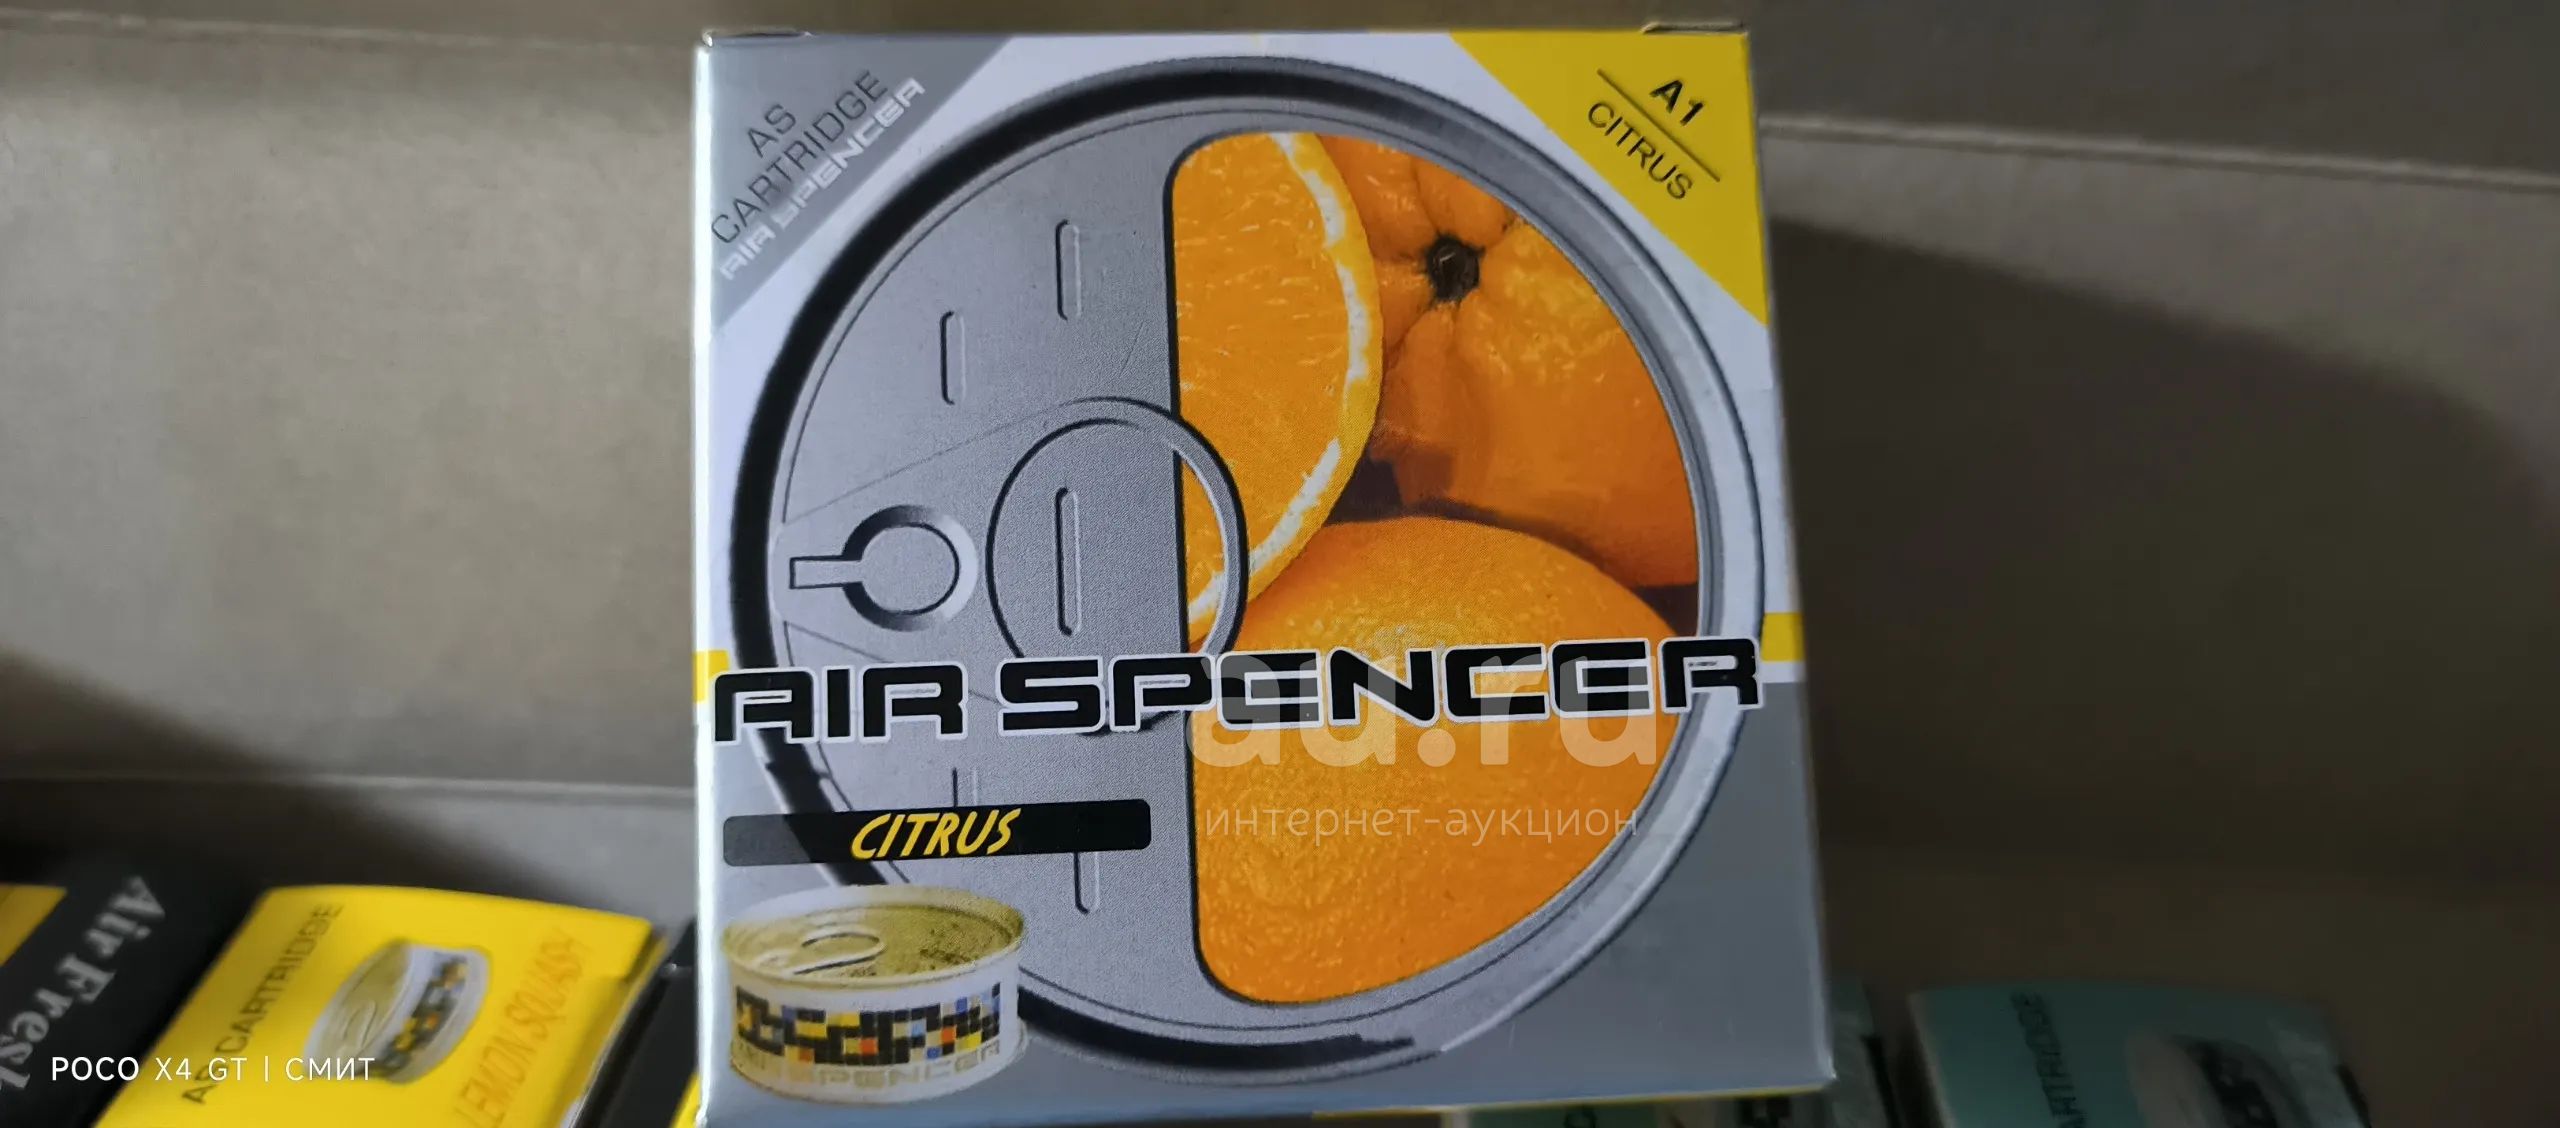 AS
CARTRIDGE
AIR SPENCER
A1
CITRUS
AIR SPENCER
au.ru
интернет-аукцион
CITRUS
AIR SPENCER
Air Fresh
AS CARTRIDGE
LEMON SQUASH
POCO X4 GT | СМИТ